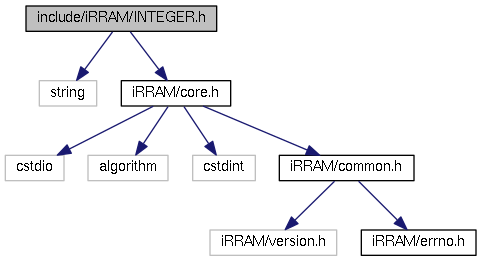 include/iRRAM/INTEGER.h
string
iRRAM/core.h
cstdio
algorithm
cstdint
iRRAM/common.h
iRRAM/version.h
iRRAM/errno.h